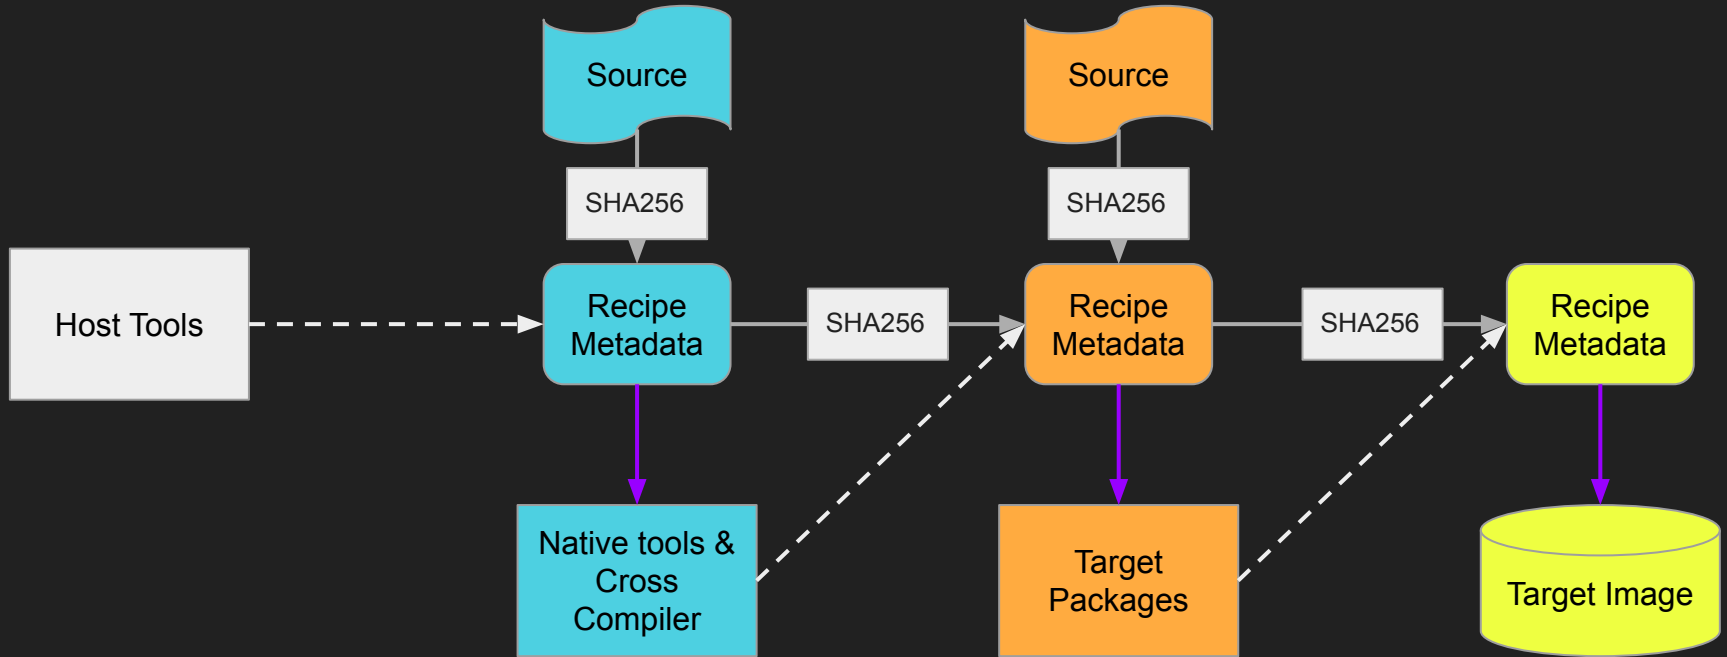 Source
Source
SHA256
SHA256
Host Tools
Recipe
Metadata
SHA256
Recipe
Metadata
SHA256
Recipe
Metadata
Native tools &
Cross
Compiler
Target
Packages
Target Image